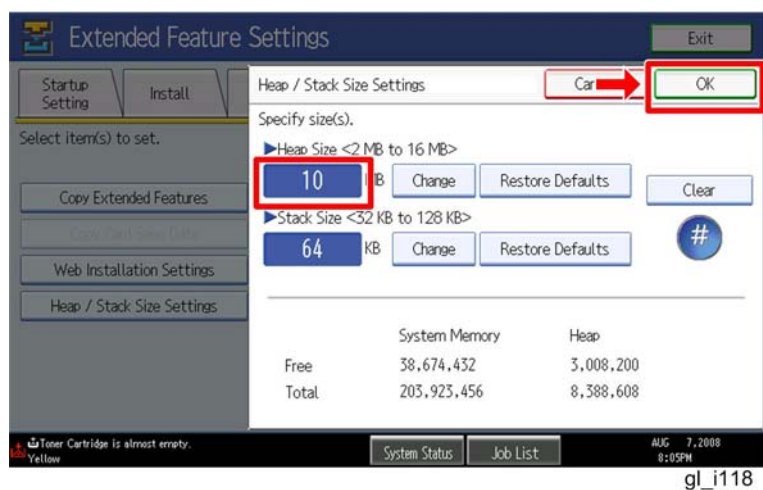 Extended Feature Settings
Exit
Startup
Setting
Install
Select item(s) to set.
Copy Extended Features
Copy Card Save Data
Web Installation Settings
Heap / Stack Size Settings
Heap / Stack Size Settings
OK
Specify size(s).
▶Heap Size <2 MB to 16 MB>
10
Change
Restore Defaults
Clear
▶Stack Size <32 KB to 128 KB>
64 KB
Change
Restore Defaults
#
System Memory Heap
Free 38,674,432 3,008,200
Total 203,923,456 8,388,608
Toner Cartridge is almost empty.
Yellow
System Status
Job List
AUG 7,2008
8:05PM
gl_i118